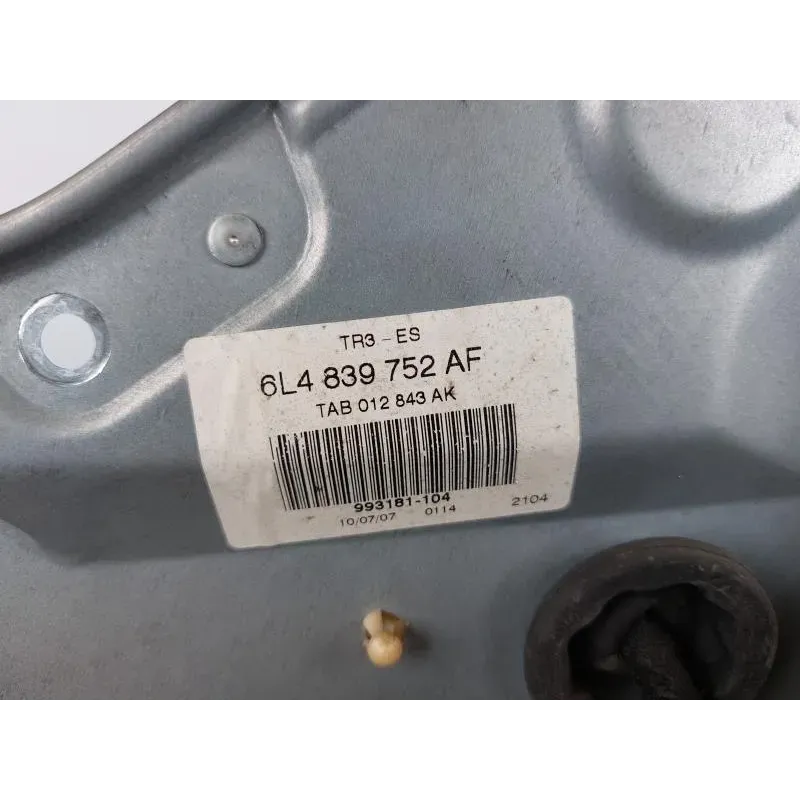 TR3 - ES
6L4 839 752 AF
TAB 012 843 AK
993181-104
10/07/07 0114 2104